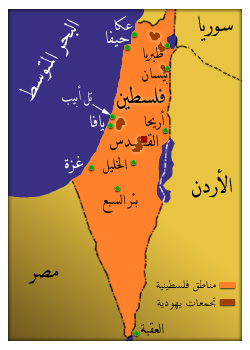 سوريا
البحر المتوسط
عكا
حيفا
طبريا
بيسان
فلسطين
تل أبيب
يافا
أريحا
القدس
غزة
الخليل
الأردن
بئر السبع
مصر
مناطق فلسطينية
تجمعات يهودية
العقبة